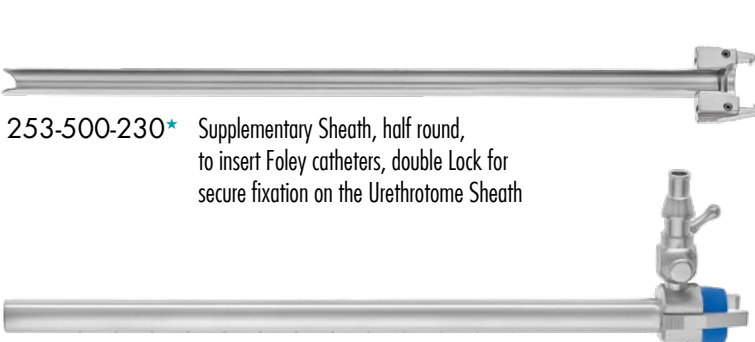 253-500-230★ Supplementary Sheath, half round,
to insert Foley catheters, double Lock for
secure fixation on the Urethrotome Sheath